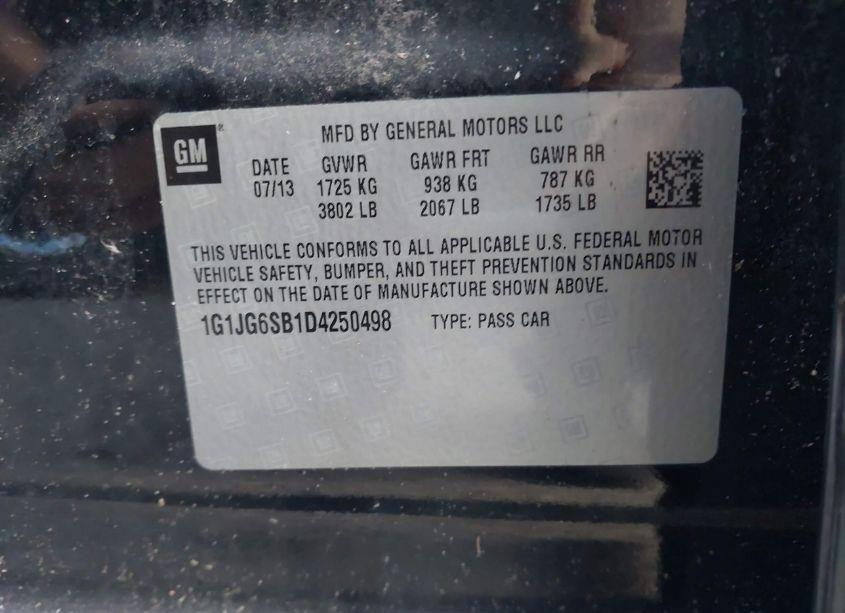 GM
MFD BY GENERAL MOTORS LLC
DATE GVWR GAWR FRT GAWR RR
07/13 1725 KG 938 KG 787 KG
3802 LB 2067 LB 1735 LB
THIS VEHICLE CONFORMS TO ALL APPLICABLE U.S. FEDERAL MOTOR
VEHICLE SAFETY, BUMPER, AND THEFT PREVENTION STANDARDS IN
EFFECT ON THE DATE OF MANUFACTURE SHOWN ABOVE.
1G1JG6SB1D4250498 TYPE: PASS CAR